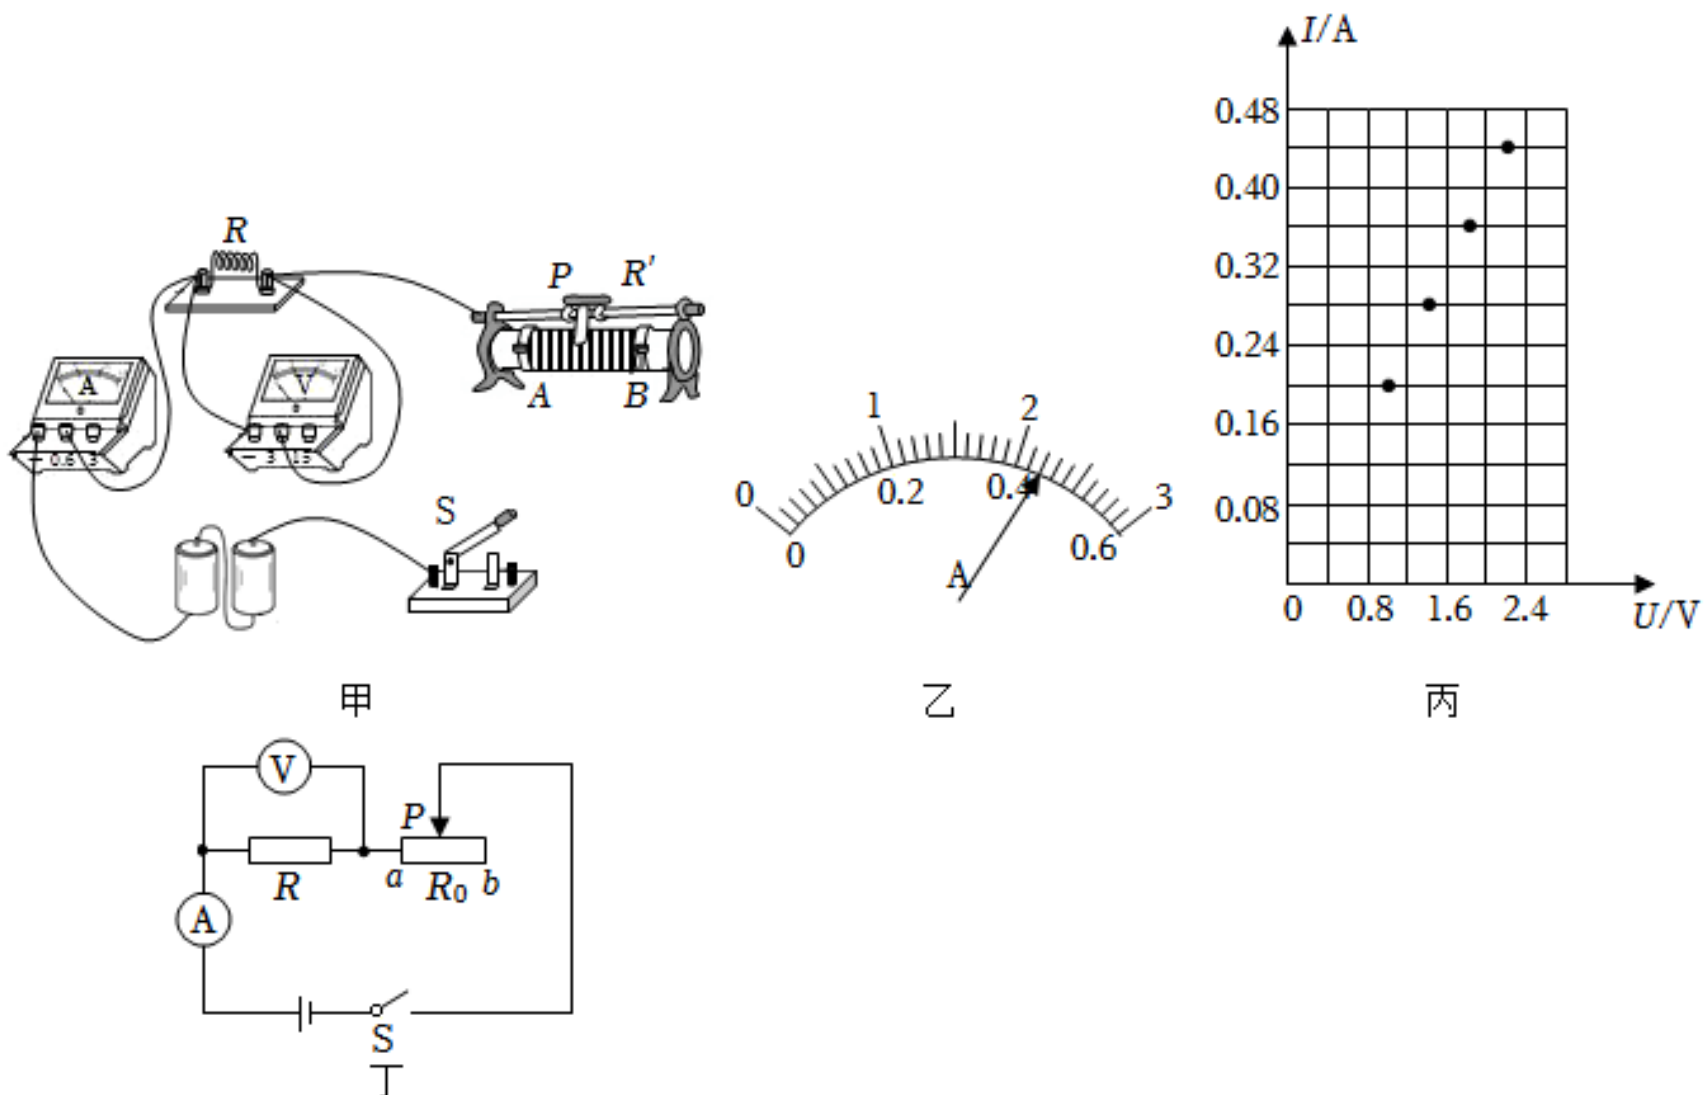 R
P R′
A
V
A B
− 0.6 3
− 3 15
S
甲
0 1 2 3
0 0.2 0.4 0.6
A
乙
I/A
0.48
0.40
0.32
0.24
0.16
0.08
0 0.8 1.6 2.4
U/V
丙
V
P
R a R₀ b
A
S
丁